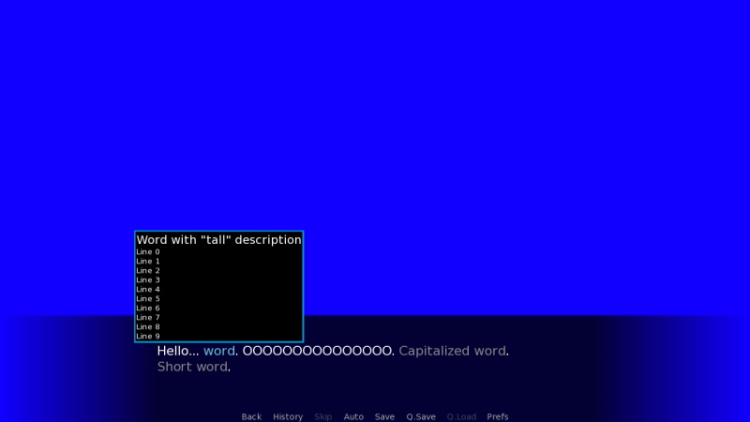 Word with "tall" description
Line 0
Line 1
Line 2
Line 3
Line 4
Line 5
Line 6
Line 7
Line 8
Line 9
Hello... word. OOOOOOOOOOOOOOO. Capitalized word.
Short word.
Back History Skip Auto Save Q.Save Q.Load Prefs